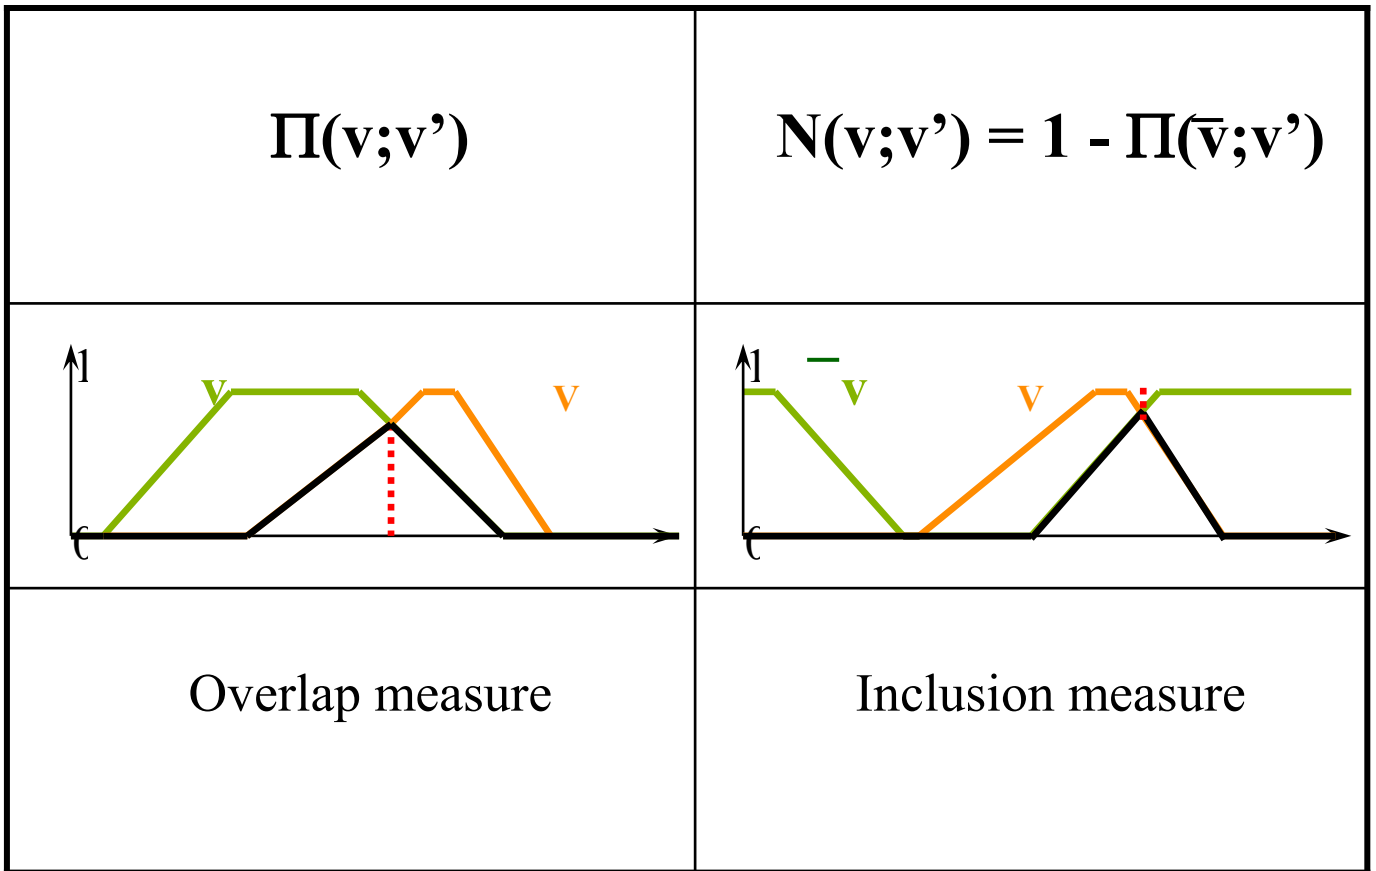 Π(v;v’)
N(v;v’) = 1 - Π(v̅;v’)
1
v
v
0
1
v̅
v
0
Overlap measure
Inclusion measure